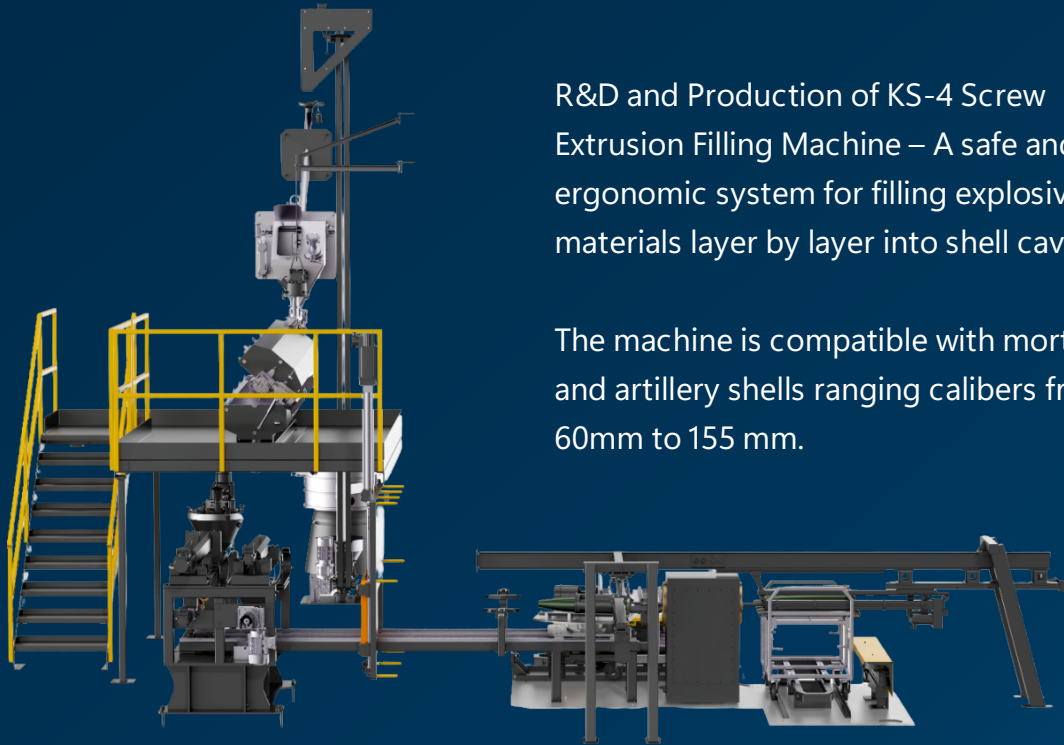 R&D and Production of KS-4 Screw
Extrusion Filling Machine – A safe and
ergonomic system for filling
materials layer by layer into shell
The machine is compatible with
and artillery shells ranging calibers
60mm to 155 mm.